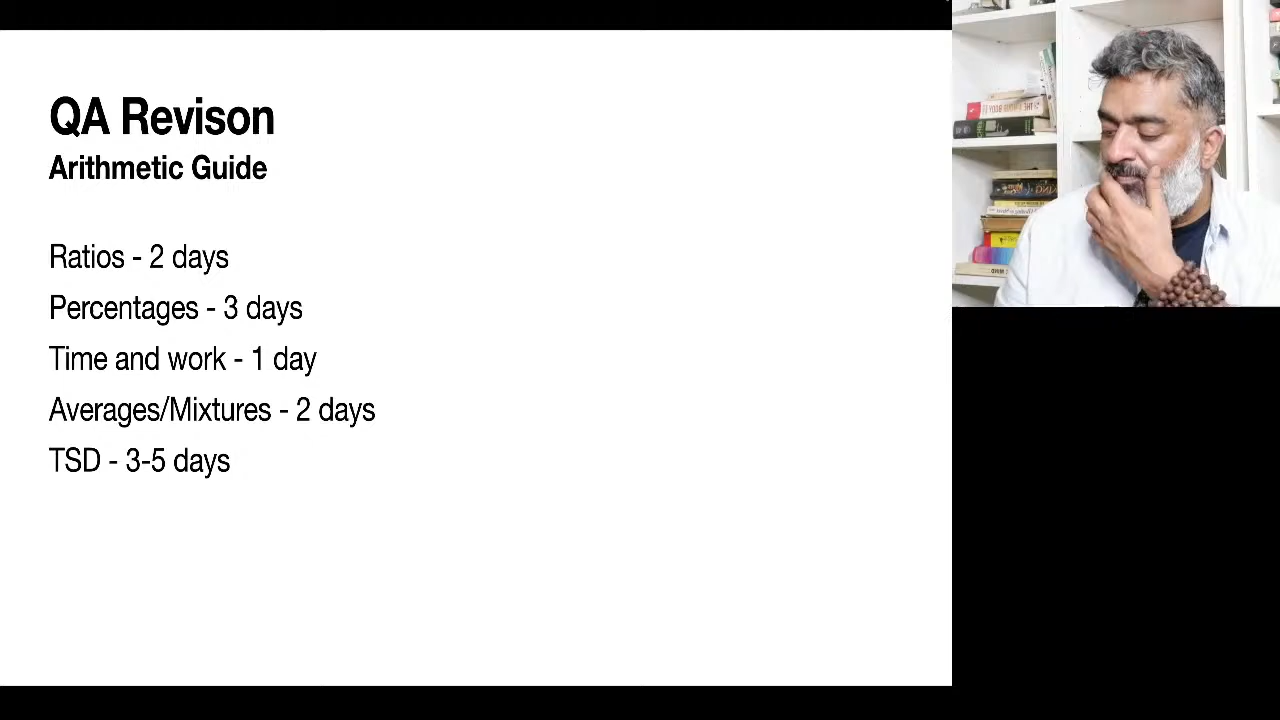 QA Revison
Arithmetic Guide
Ratios - 2 days
Percentages - 3 days
Time and work - 1 day
Averages/Mixtures - 2 days
TSD - 3-5 days